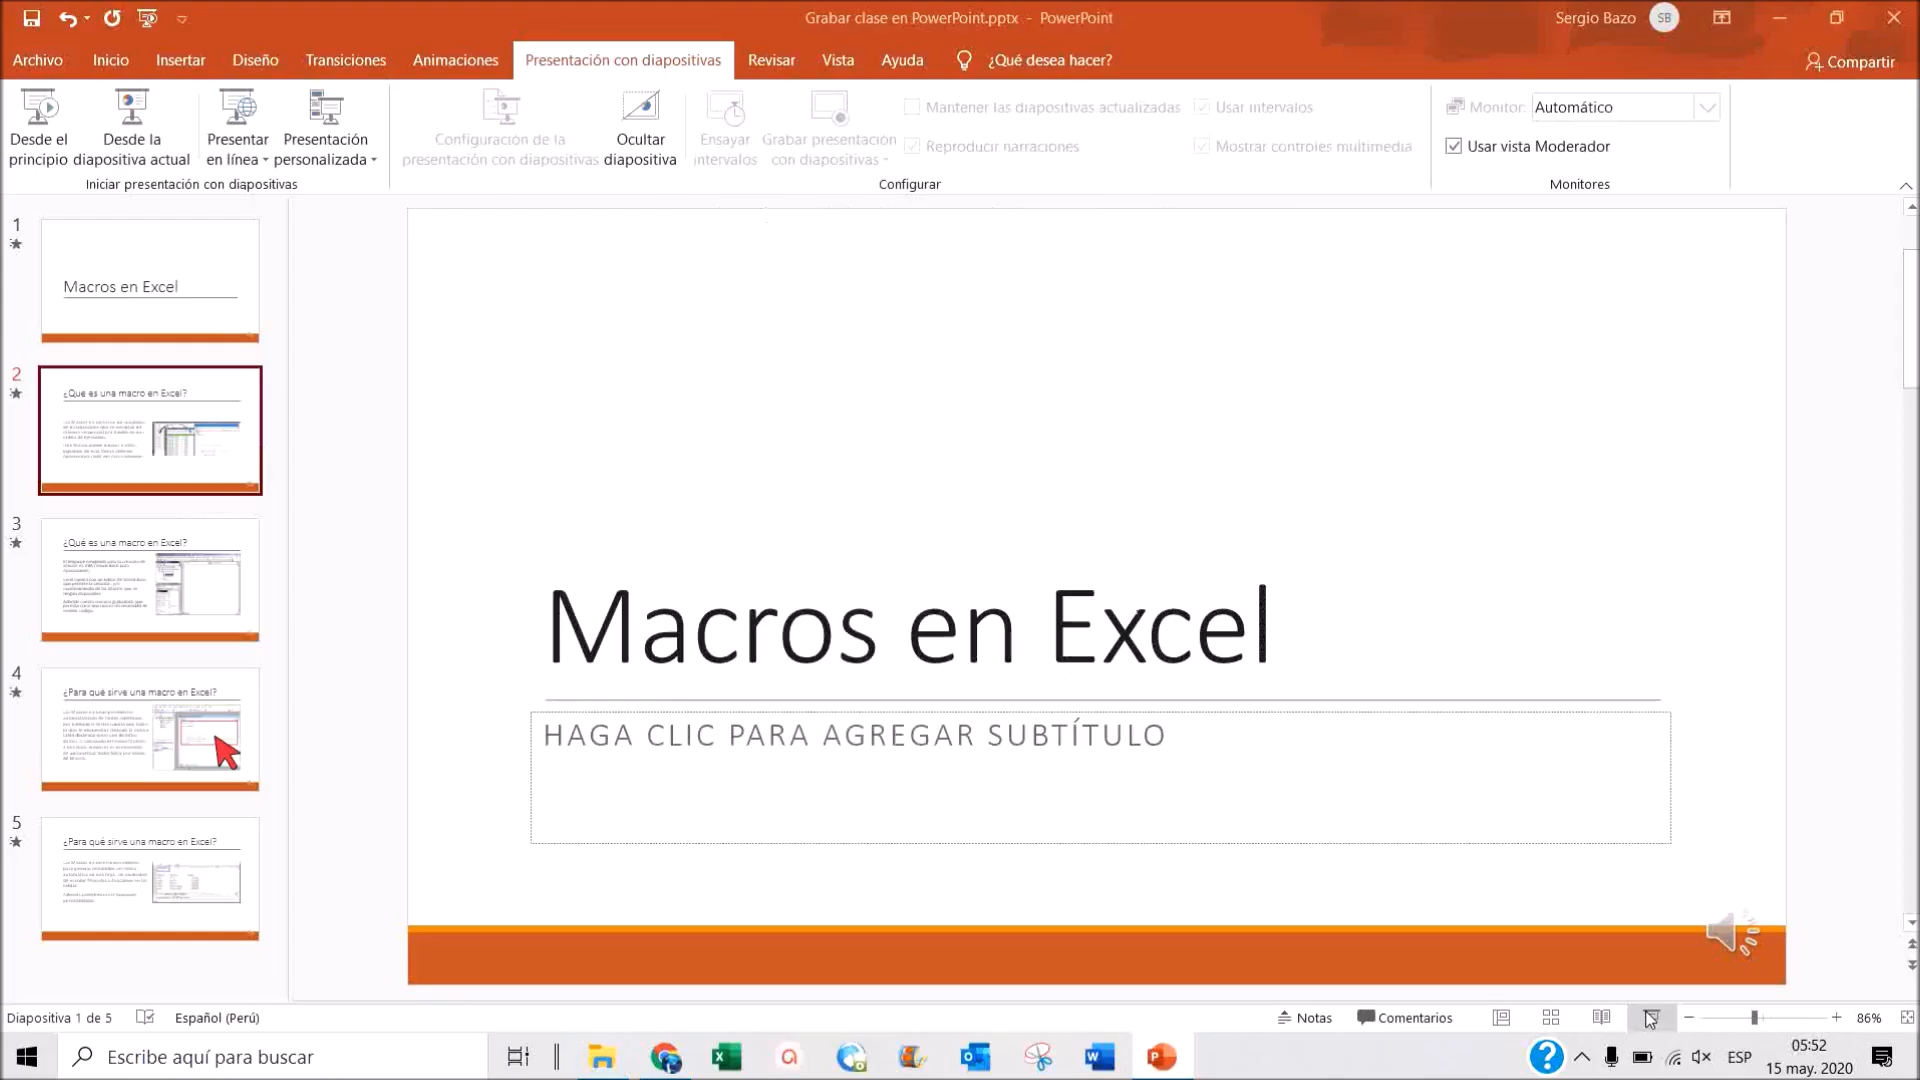 Grabar clase en PowerPoint.pptx - PowerPoint
Sergio Bazo SB
Archivo Inicio Insertar Diseño Transiciones Animaciones Presentación con diapositivas Revisar Vista Ayuda ¿Qué desea hacer? Compartir
Desde el principio
Desde la diapositiva actual
Presentar en línea
Presentación personalizada
Iniciar presentación con diapositivas
Configuración de la presentación con diapositivas
Ocultar diapositiva
Ensayar intervalos
Grabar presentación con diapositivas
Mantener las diapositivas actualizadas
Reproducir narraciones
Usar intervalos
Mostrar controles multimedia
Configurar
Monitor: Automático
Usar vista Moderador
Monitores
1
Macros en Excel
2
¿Que es una macro en Excel?
3
¿Qué es una macro en Excel?
4
¿Para qué sirve una macro en Excel?
5
¿Para qué sirve una macro en Excel?
Macros en Excel
HAGA CLIC PARA AGREGAR SUBTÍTULO
Diapositiva 1 de 5 Español (Perú) Notas Comentarios 86%
Escribe aquí para buscar
ESP
05:52
15 may. 2020